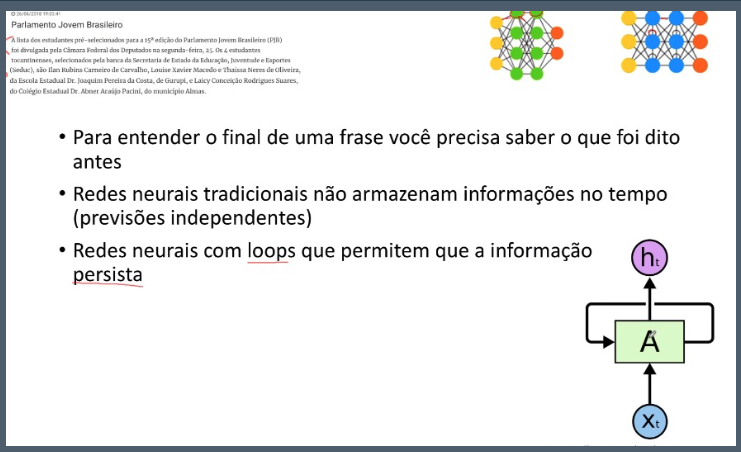 26/06/2018 19:03:41
Parlamento Jovem Brasileiro
A lista dos estudantes pré-selecionados para a 15ª edição do Parlamento Jovem Brasileiro (PJB)
foi divulgada pela Câmara Federal dos Deputados na segunda-feira, 25. Os 4 estudantes
tocantinenses, selecionados pela banca da Secretaria de Estado da Educação, Juventude e Esportes
(Seduc), são Ilan Rubins Carneiro de Carvalho, Louise Xavier Macedo e Thaissa Neres de Oliveira,
da Escola Estadual Dr. Joaquim Pereira da Costa, de Gurupi, e Laicy Conceição Rodrigues Suares,
do Colégio Estadual Dr. Abner Araújo Pacini, do município Almas.
• Para entender o final de uma frase você precisa saber o que foi dito
antes
• Redes neurais tradicionais não armazenam informações no tempo
(previsões independentes)
• Redes neurais com loops que permitem que a informação
persista
ht
A
Xt